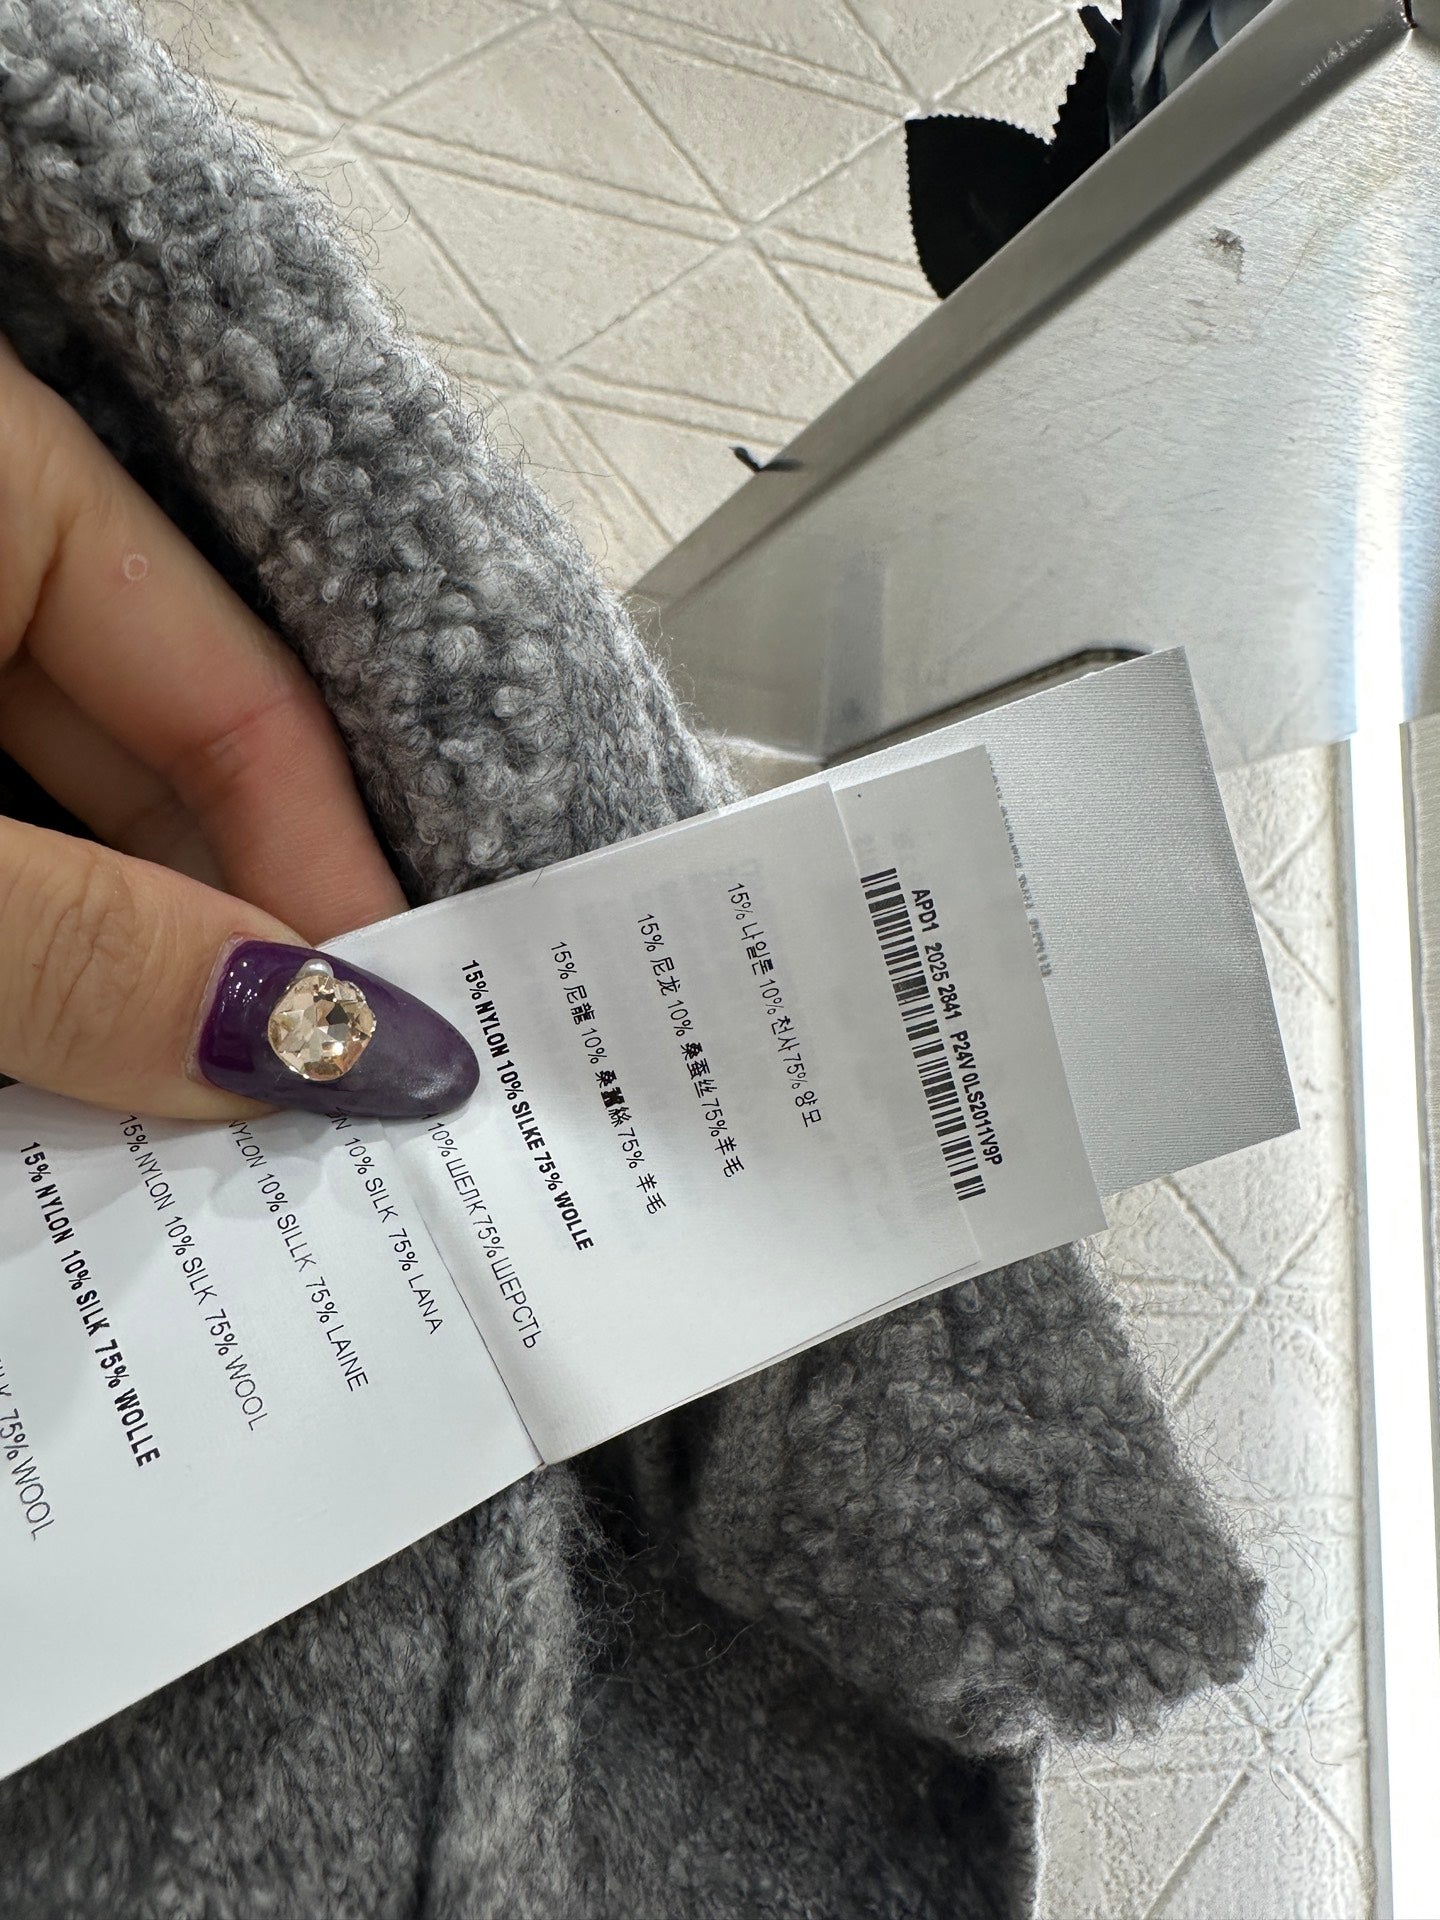 75% WOOL
15% NYLON 10% SILK 75% WOLLE
15% NYLON 10% SILK 75% WOOL
NYLON 10% SILLK 75% LAINE
10% SILK 75% LANA
10% ШЕЛК 75% ШЕРСТЬ
15% NYLON 10% SILKE 75% WOLLE
15% 尼龍 10% 桑蠶絲 75% 羊毛
15% 尼龙 10% 桑蚕丝 75% 羊毛
15% 나일론 10% 천사 75% 양모
APD1 2025 2841 P24V 0LS2011V9P